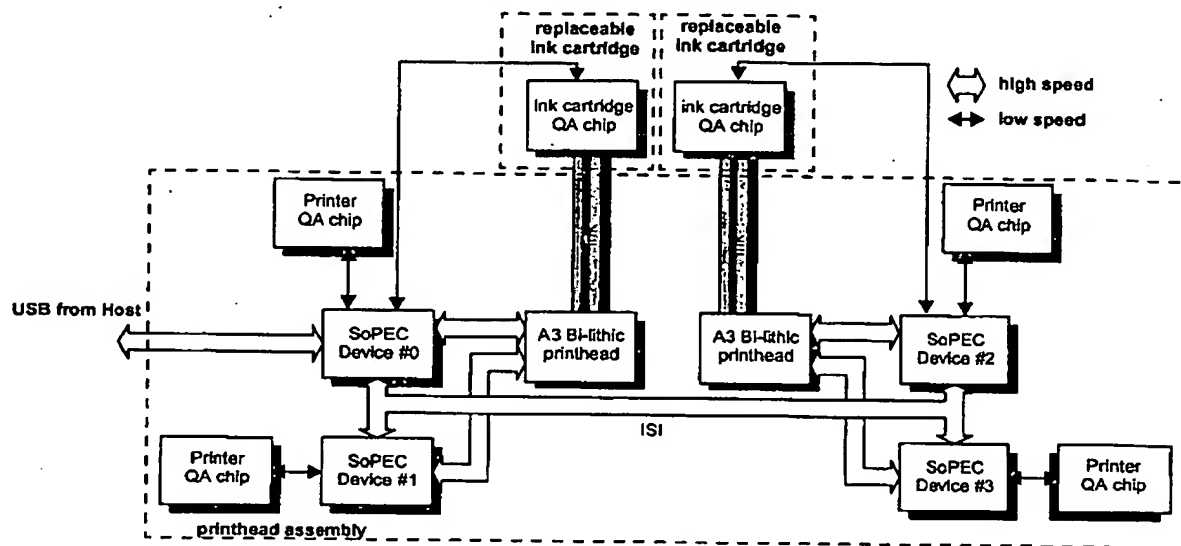 replaceable
Ink cartridge
replaceable
Ink cartridge
Ink cartridge
QA chip
ink cartridge
QA chip
high speed
low speed
Printer
QA chip
Printer
QA chip
USB from Host
SoPEC
Device #0
A3 Bi-lithic
printhead
A3 Bi-lithic
printhead
SoPEC
Device #2
ISI
Printer
QA chip
SoPEC
Device #1
SoPEC
Device #3
Printer
QA chip
printhead assembly